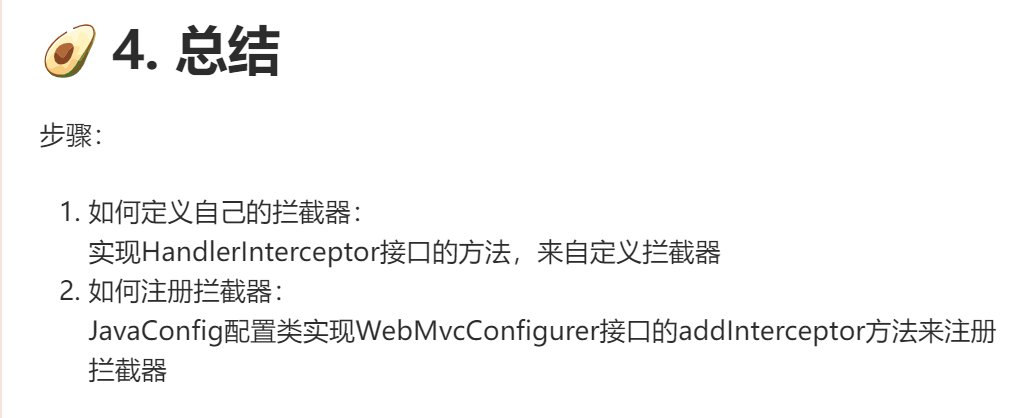 4. 总结
步骤：
1. 如何定义自己的拦截器：
实现HandlerInterceptor接口的方法，来自定义拦截器
2. 如何注册拦截器：
JavaConfig配置类实现WebMvcConfigurer接口的addInterceptor方法来注册
拦截器